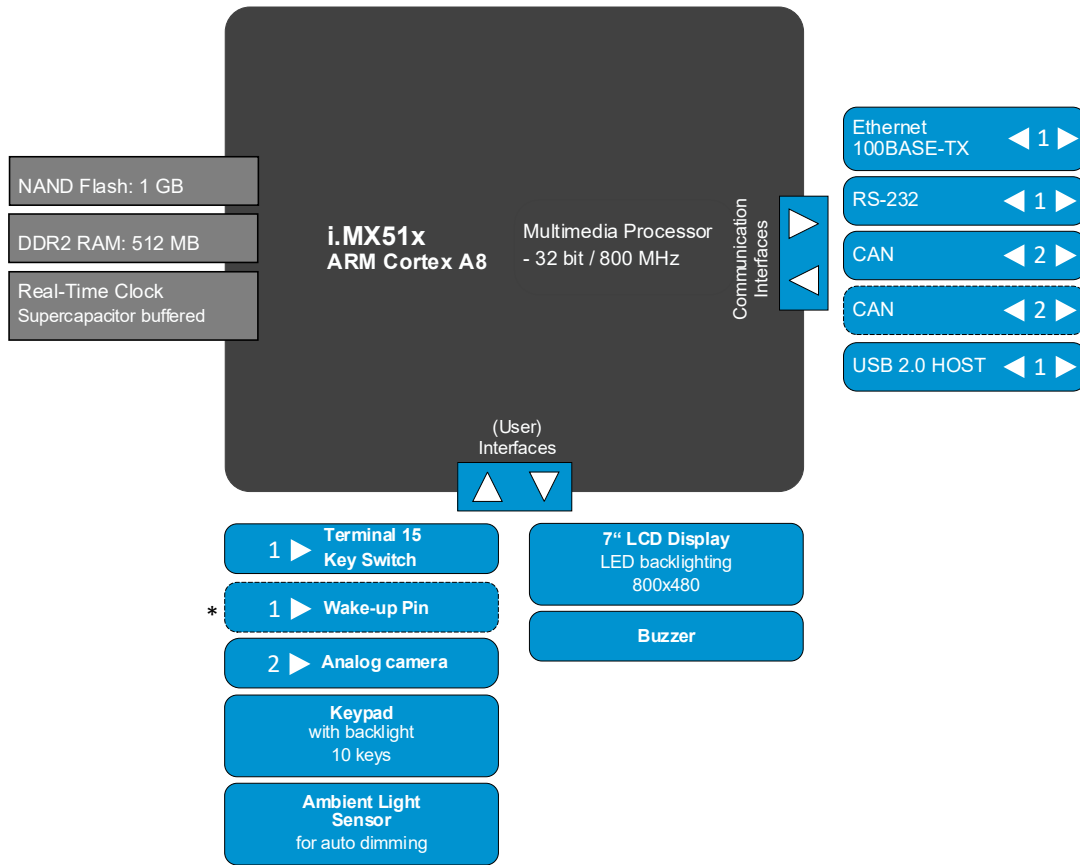 NAND Flash: 1 GB
DDR2 RAM: 512 MB
Real-Time Clock
Supercapacitor buffered
i.MX51x
ARM Cortex A8
Multimedia Processor
- 32 bit / 800 MHz
Communication
Interfaces
Ethernet
100BASE-TX
1
RS-232
1
CAN
2
CAN
2
USB 2.0 HOST
1
(User)
Interfaces
1
Terminal 15
Key Switch
*
1
Wake-up Pin
2
Analog camera
Keypad
with backlight
10 keys
Ambient Light
Sensor
for auto dimming
7“ LCD Display
LED backlighting
800x480
Buzzer